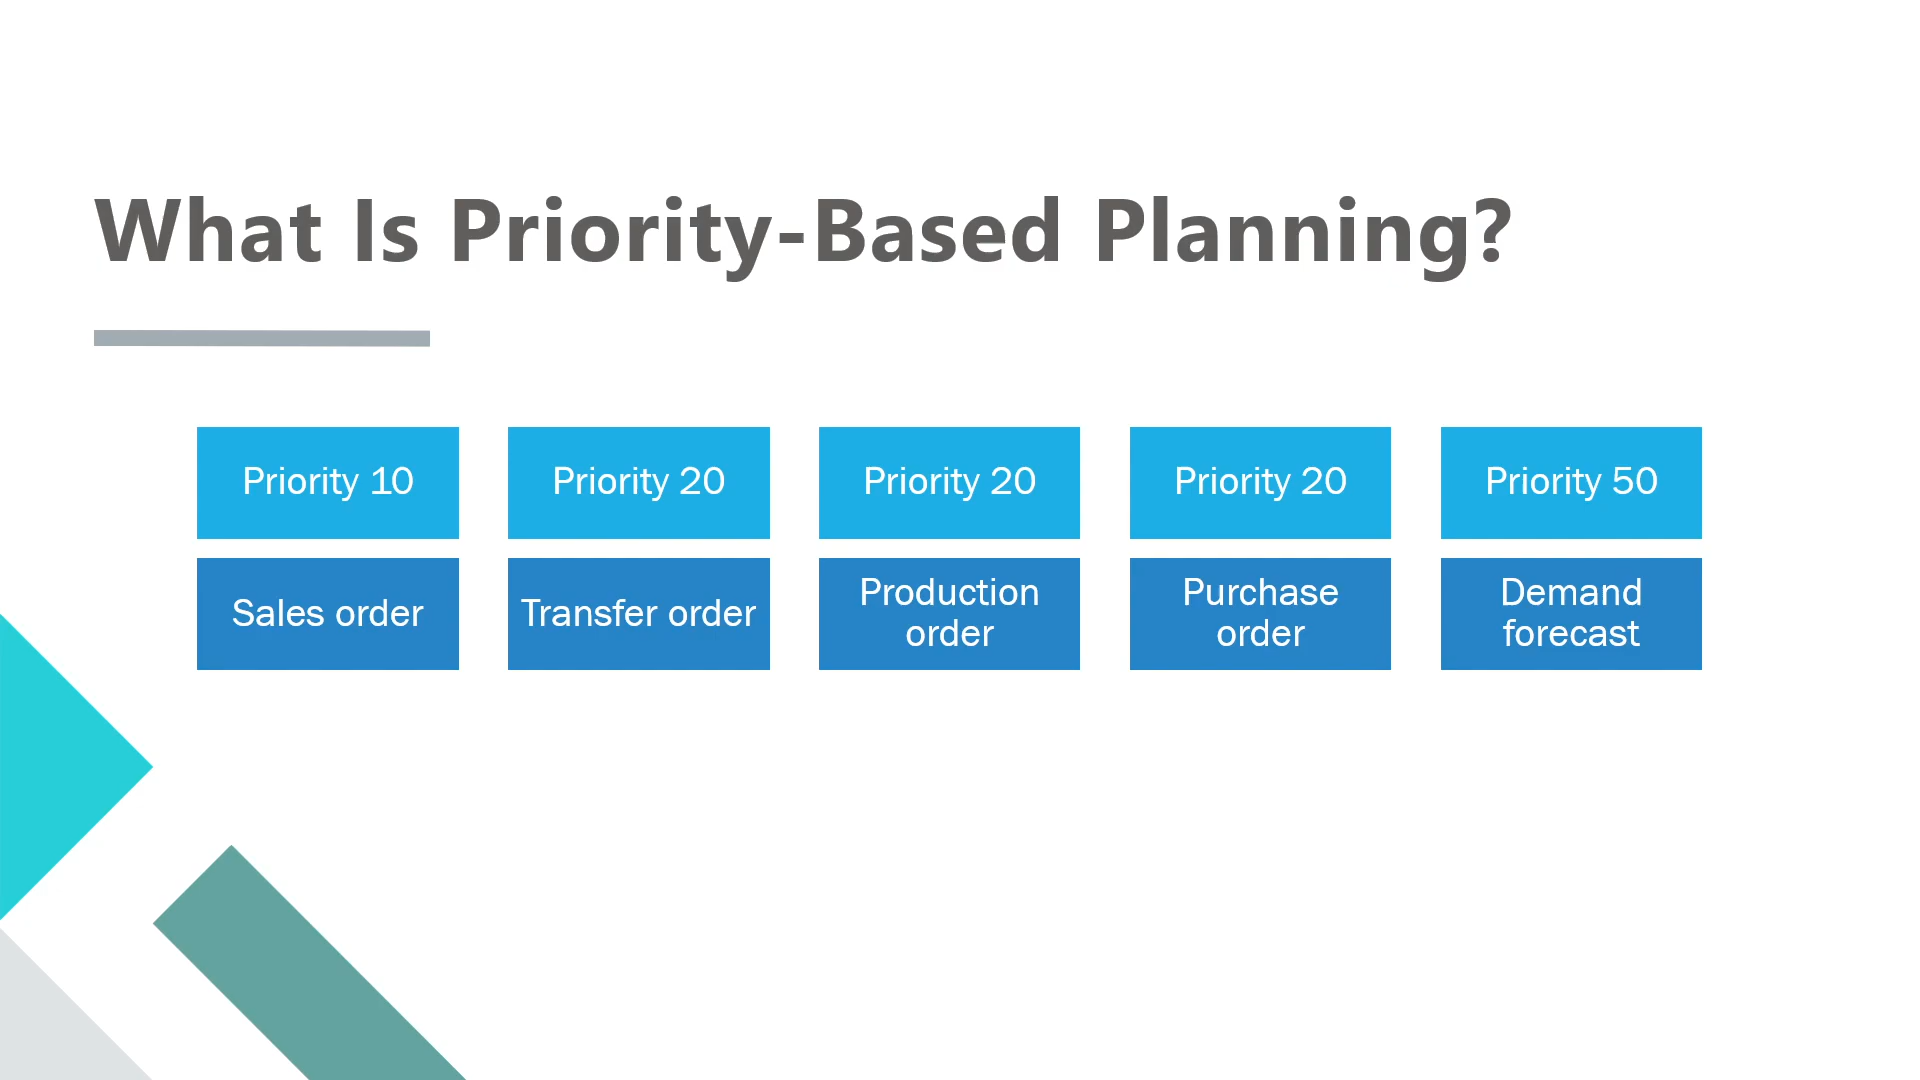 What Is Priority-Based Planning?
Priority 10
Priority 20
Priority 20
Priority 20
Priority 50
Sales order
Transfer order
Production
order
Purchase
order
Demand
forecast